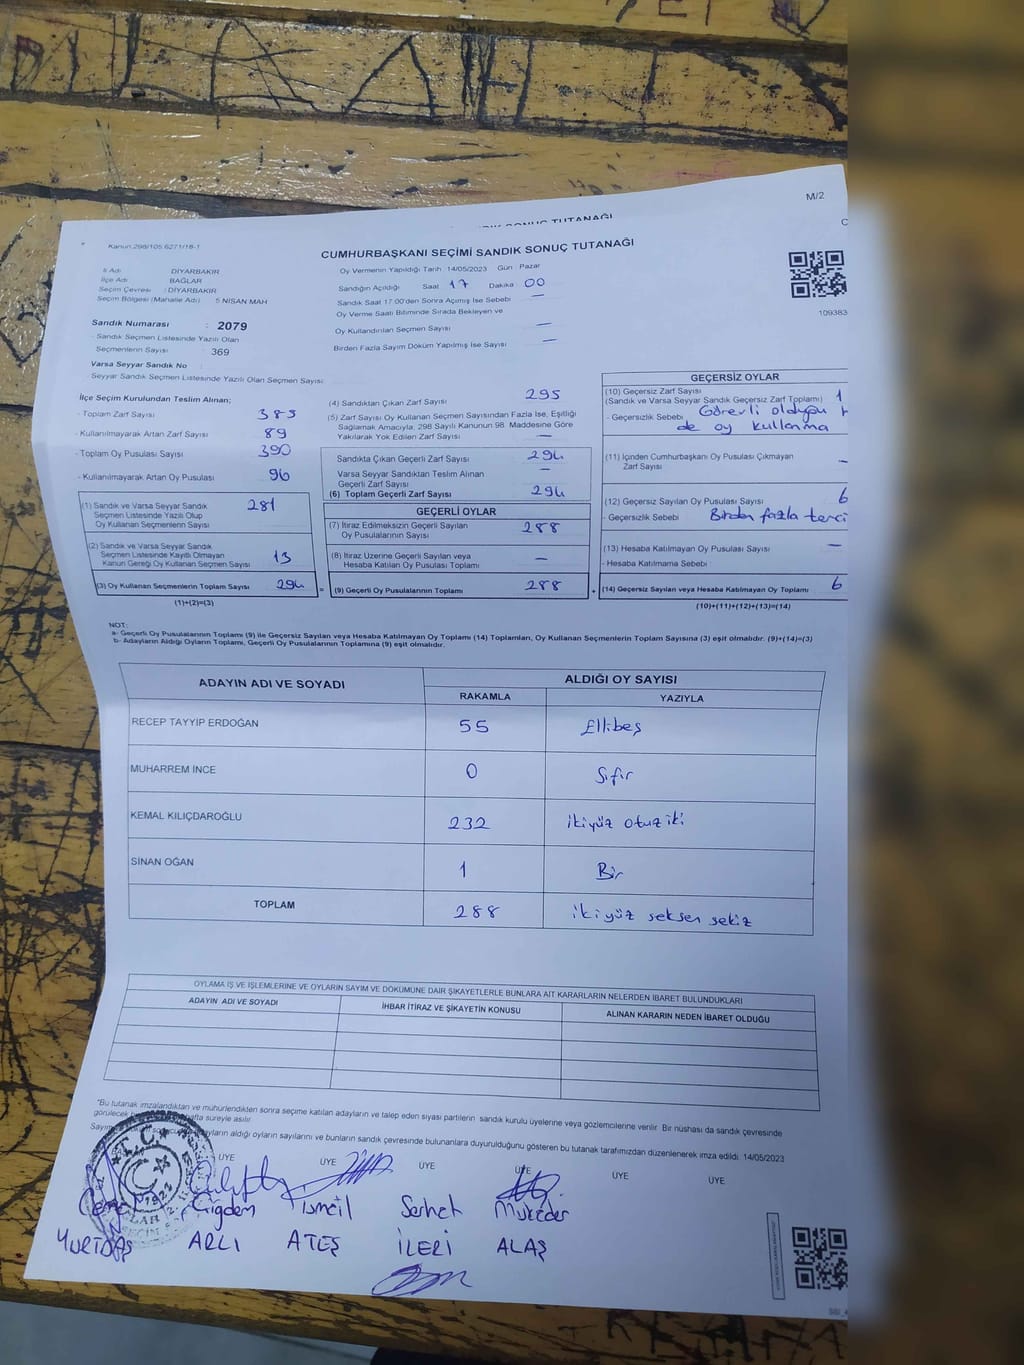 M/2
SONUÇ TUTANAĞI
Kanun.298/105.6271/18-1
CUMHURBAŞKANI SEÇİMİ SANDIK SONUÇ TUTANAĞI
İl Adı : DİYARBAKIR
İlçe Adı : BAĞLAR
Seçim Çevresi : DİYARBAKIR
Seçim Bölgesi (Mahalle Adı) 5 NİSAN MAH
Oy Vermenin Yapıldığı Tarih 14/05/2023 Gün : Pazar
Sandığın Açıldığı Saat 17 Dakika 00
Sandık Saat 17.00'den Sonra Açılmış İse Sebebi —
Oy Verme Saati Bitiminde Sırada Bekleyen ve
Oy Kullandırılan Seçmen Sayısı —
Birden Fazla Sayım Döküm Yapılmış İse Sayısı —
109383
Sandık Numarası : 2079
- Sandık Seçmen Listesinde Yazılı Olan
Seçmenlerin Sayısı : 369
Varsa Seyyar Sandık No :
Seyyar Sandık Seçmen Listesinde Yazılı Olan Seçmen Sayısı:
İlçe Seçim Kurulundan Teslim Alınan;
- Toplam Zarf Sayısı 383
- Kullanılmayarak Artan Zarf Sayısı 89
- Toplam Oy Pusulası Sayısı 390
- Kullanılmayarak Artan Oy Pusulası 96
(1) Sandık ve Varsa Seyyar Sandık
Seçmen Listesinde Yazılı Olup
Oy Kullanan Seçmenlerin Sayısı 281
(2) Sandık ve Varsa Seyyar Sandık
Seçmen Listesinde Kayıtlı Olmayan
Kanun Gereği Oy Kullanan Seçmen Sayısı 13
(3) Oy Kullanan Seçmenlerin Toplam Sayısı 294
(1)+(2)=(3)
(4) Sandıktan Çıkan Zarf Sayısı 295
(5) Zarf Sayısı Oy Kullanan Seçmen Sayısından Fazla İse, Eşitliği
Sağlamak Amacıyla, 298 Sayılı Kanunun 98. Maddesine Göre
Yakılarak Yok Edilen Zarf Sayısı —
Sandıkta Çıkan Geçerli Zarf Sayısı 294
Varsa Seyyar Sandıktan Teslim Alınan
Geçerli Zarf Sayısı —
(6) Toplam Geçerli Zarf Sayısı 294
GEÇERLİ OYLAR
(7) İtiraz Edilmeksizin Geçerli Sayılan
Oy Pusulalarının Sayısı 288
(8) İtiraz Üzerine Geçerli Sayılan veya
Hesaba Katılan Oy Pusulası Toplamı —
= (9) Geçerli Oy Pusulalarının Toplamı 288 +
GEÇERSİZ OYLAR
(10) Geçersiz Zarf Sayısı
(Sandık ve Varsa Seyyar Sandık Geçersiz Zarf Toplamı) 1
- Geçersizlik Sebebi Görevli olduğu
de oy kullanma
(11) İçinden Cumhurbaşkanı Oy Pusulası Çıkmayan
Zarf Sayısı —
(12) Geçersiz Sayılan Oy Pusulası Sayısı 6
- Geçersizlik Sebebi Birden fazla terci
(13) Hesaba Katılmayan Oy Pusulası Sayısı —
- Hesaba Katılmama Sebebi
(14) Geçersiz Sayılan veya Hesaba Katılmayan Oy Toplamı 6
(10)+(11)+(12)+(13)=(14)
NOT:
a- Geçerli Oy Pusulalarının Toplamı (9) ile Geçersiz Sayılan veya Hesaba Katılmayan Oy Toplamı (14) Toplamları, Oy Kullanan Seçmenlerin Toplam Sayısına (3) eşit olmalıdır. (9)+(14)=(3)
b- Adayların Aldığı Oyların Toplamı, Geçerli Oy Pusulalarının Toplamına (9) eşit olmalıdır.
ADAYIN ADI VE SOYADI ALDIĞI OY SAYISI
RAKAMLA YAZIYLA
RECEP TAYYİP ERDOĞAN 55 Ellibeş
MUHARREM İNCE 0 Sıfır
KEMAL KILIÇDAROĞLU 232 ikiyüz otuz iki
SİNAN OĞAN 1 Bir
TOPLAM 288 ikiyüz seksen sekiz
OYLAMA İŞ VE İŞLEMLERİNE VE OYLARIN SAYIM VE DÖKÜMÜNE DAİR ŞİKAYETLERLE BUNLARA AİT KARARLARIN NELERDEN İBARET BULUNDUKLARI
ADAYIN ADI VE SOYADI İHBAR İTİRAZ VE ŞİKAYETİN KONUSU ALINAN KARARIN NEDEN İBARET OLDUĞU
"Bu tutanak imzalandıktan ve mühürlendikten sonra seçime katılan adayların ve talep eden siyasi partilerin sandık kurulu üyelerine veya gözlemcilerine verilir. Bir nüshası da sandık çevresinde
görülecek hafta süreyle asılır.
adayların aldığı oyların sayılarını ve bunların sandık çevresinde bulunanlara duyurulduğunu gösteren bu tutanak tarafımızdan düzenlenerek imza edildi. 14/05/2023
ÜYE ÜYE ÜYE ÜYE ÜYE ÜYE
T.C.
Çiğdem İsmail Serhet Mukader
YURTDAŞ ARLI ATEŞ İLERİ ALAŞ